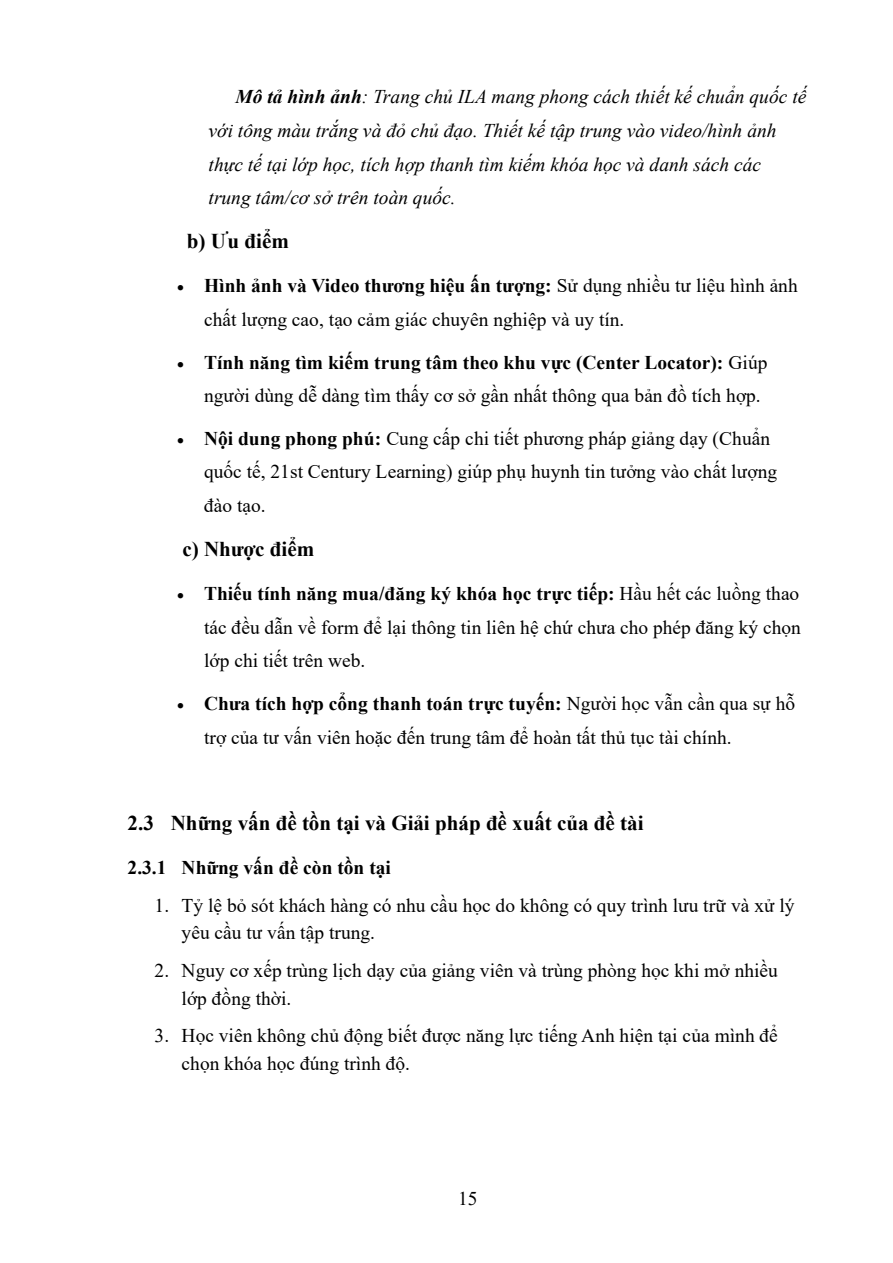 Mô tả hình ảnh: Trang chủ ILA mang phong cách thiết kế chuẩn quốc tế
với tông màu trắng và đỏ chủ đạo. Thiết kế tập trung vào video/hình ảnh
thực tế tại lớp học, tích hợp thanh tìm kiếm khóa học và danh sách các
trung tâm/cơ sở trên toàn quốc.
b) Ưu điểm
• Hình ảnh và Video thương hiệu ấn tượng: Sử dụng nhiều tư liệu hình ảnh
chất lượng cao, tạo cảm giác chuyên nghiệp và uy tín.
• Tính năng tìm kiếm trung tâm theo khu vực (Center Locator): Giúp
người dùng dễ dàng tìm thấy cơ sở gần nhất thông qua bản đồ tích hợp.
• Nội dung phong phú: Cung cấp chi tiết phương pháp giảng dạy (Chuẩn
quốc tế, 21st Century Learning) giúp phụ huynh tin tưởng vào chất lượng
đào tạo.
c) Nhược điểm
• Thiếu tính năng mua/đăng ký khóa học trực tiếp: Hầu hết các luồng thao
tác đều dẫn về form để lại thông tin liên hệ chứ chưa cho phép đăng ký chọn
lớp chi tiết trên web.
• Chưa tích hợp cổng thanh toán trực tuyến: Người học vẫn cần qua sự hỗ
trợ của tư vấn viên hoặc đến trung tâm để hoàn tất thủ tục tài chính.
2.3 Những vấn đề tồn tại và Giải pháp đề xuất của đề tài
2.3.1 Những vấn đề còn tồn tại
1. Tỷ lệ bỏ sót khách hàng có nhu cầu học do không có quy trình lưu trữ và xử lý
yêu cầu tư vấn tập trung.
2. Nguy cơ xếp trùng lịch dạy của giảng viên và trùng phòng học khi mở nhiều
lớp đồng thời.
3. Học viên không chủ động biết được năng lực tiếng Anh hiện tại của mình để
chọn khóa học đúng trình độ.
15